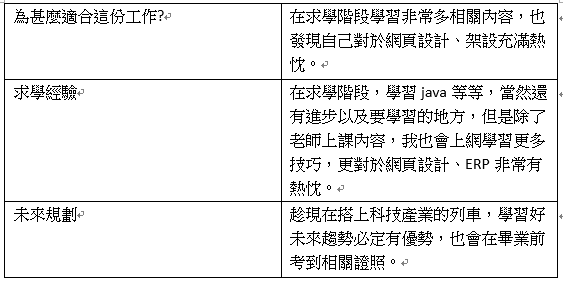 為甚麼適合這份工作?
在求學階段學習非常多相關內容，也
發現自己對於網頁設計、架設充滿熱
忱。
求學經驗
在求學階段，學習 java 等等，當然還
有進步以及要學習的地方，但是除了
老師上課內容，我也會上網學習更多
技巧，更對於網頁設計、ERP 非常有
熱忱。
未來規劃
趁現在搭上科技產業的列車，學習好
未來趨勢必定有優勢，也會在畢業前
考到相關證照。